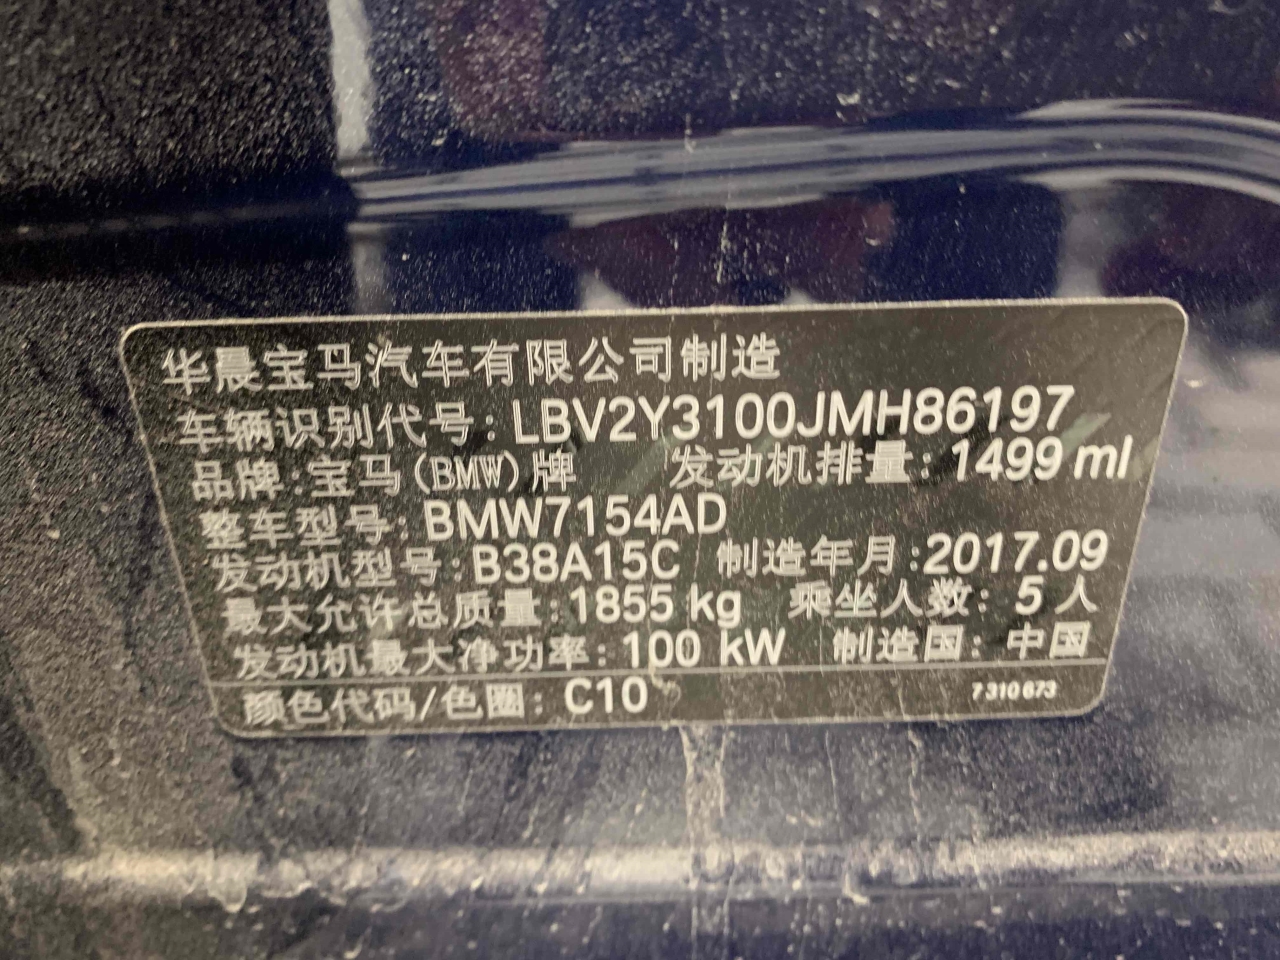 华晨宝马汽车有限公司制造
车辆识别代号: LBV2Y3100JMH86197
品牌:宝马(BMW)牌 发动机排量: 1499 ml
整车型号: BMW7154AD
发动机型号: B38A15C 制造年月:2017.09
最大允许总质量:1855 kg 乘坐人数: 5人
发动机最大净功率: 100 kW 制造国: 中国
颜色代码/色圈: C10 7 310 673